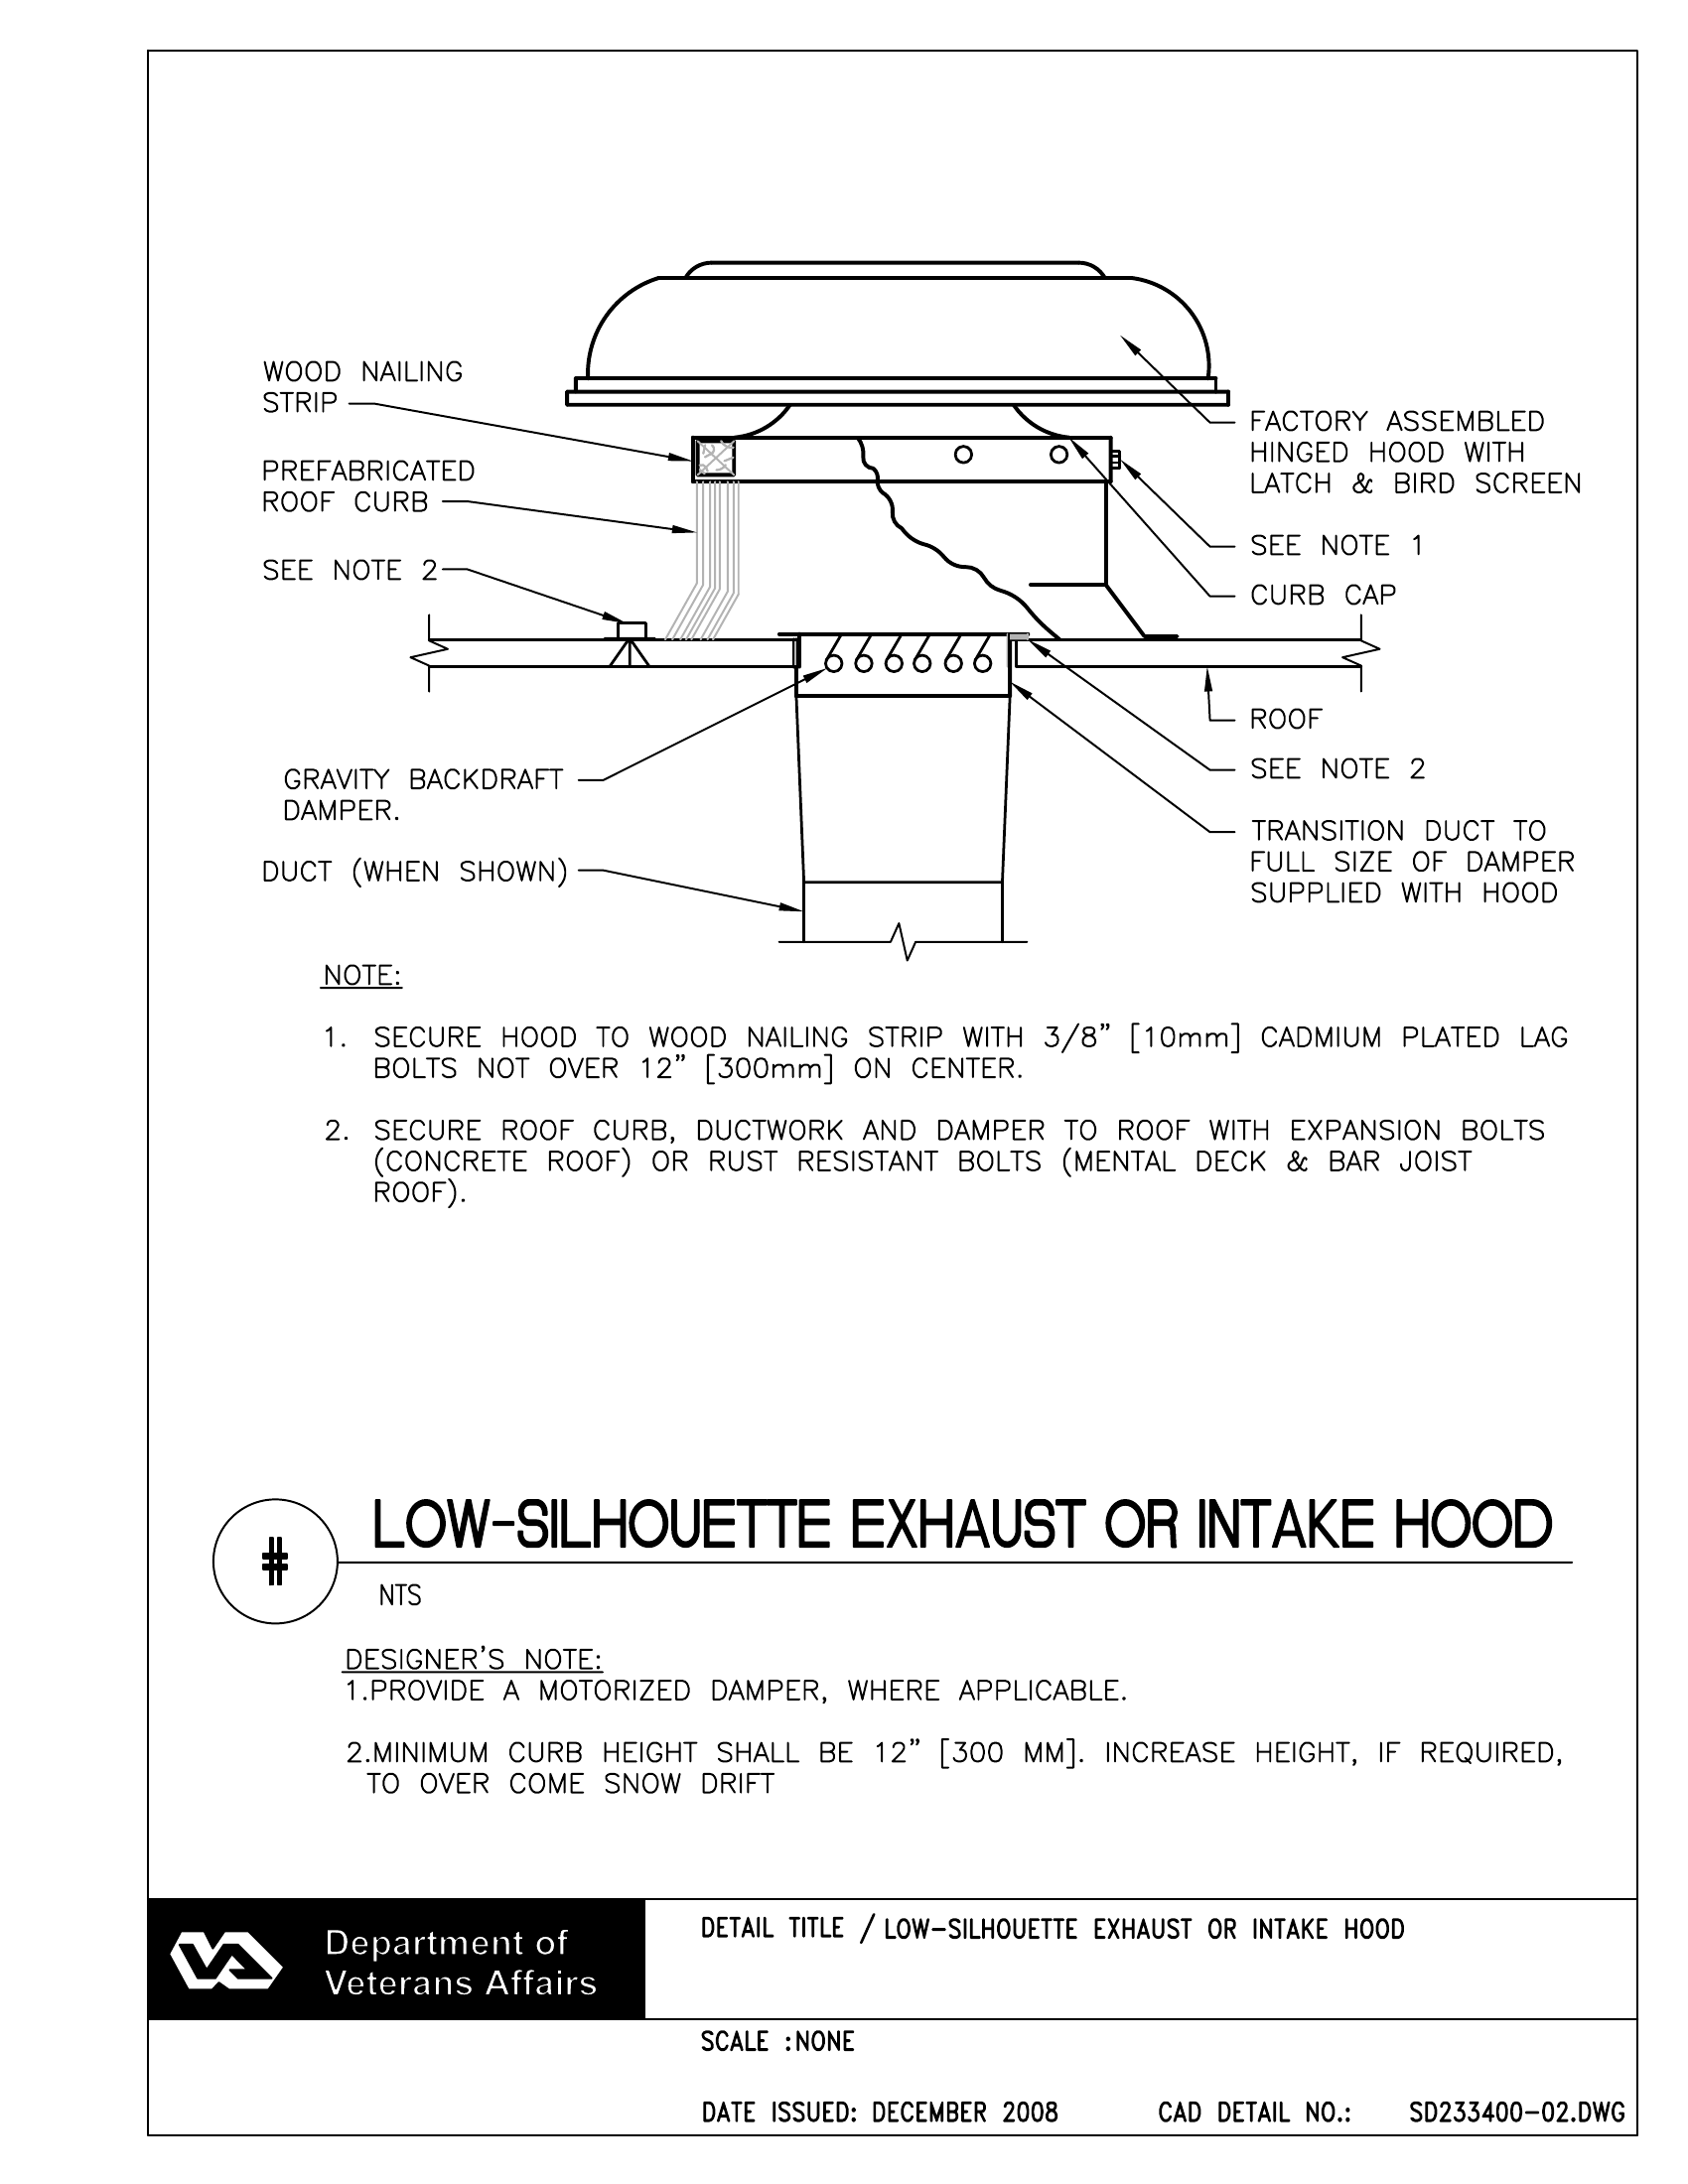 WOOD NAILING
STRIP
PREFABRICATED
ROOF CURB
SEE NOTE 2
GRAVITY BACKDRAFT
DAMPER.
DUCT (WHEN SHOWN)
FACTORY ASSEMBLED
HINGED HOOD WITH
LATCH & BIRD SCREEN
SEE NOTE 1
CURB CAP
ROOF
SEE NOTE 2
TRANSITION DUCT TO
FULL SIZE OF DAMPER
SUPPLIED WITH HOOD
NOTE:
1. SECURE HOOD TO WOOD NAILING STRIP WITH 3/8" [10mm] CADMIUM PLATED LAG
BOLTS NOT OVER 12" [300mm] ON CENTER.
2. SECURE ROOF CURB, DUCTWORK AND DAMPER TO ROOF WITH EXPANSION BOLTS
(CONCRETE ROOF) OR RUST RESISTANT BOLTS (MENTAL DECK & BAR JOIST
ROOF).
# LOW-SILHOUETTE EXHAUST OR INTAKE HOOD
NTS
DESIGNER'S NOTE:
1.PROVIDE A MOTORIZED DAMPER, WHERE APPLICABLE.
2.MINIMUM CURB HEIGHT SHALL BE 12" [300 MM]. INCREASE HEIGHT, IF REQUIRED,
TO OVER COME SNOW DRIFT
VA
Department of
Veterans Affairs
DETAIL TITLE / LOW-SILHOUETTE EXHAUST OR INTAKE HOOD
SCALE :NONE
DATE ISSUED: DECEMBER 2008 CAD DETAIL NO.: SD233400-02.DWG